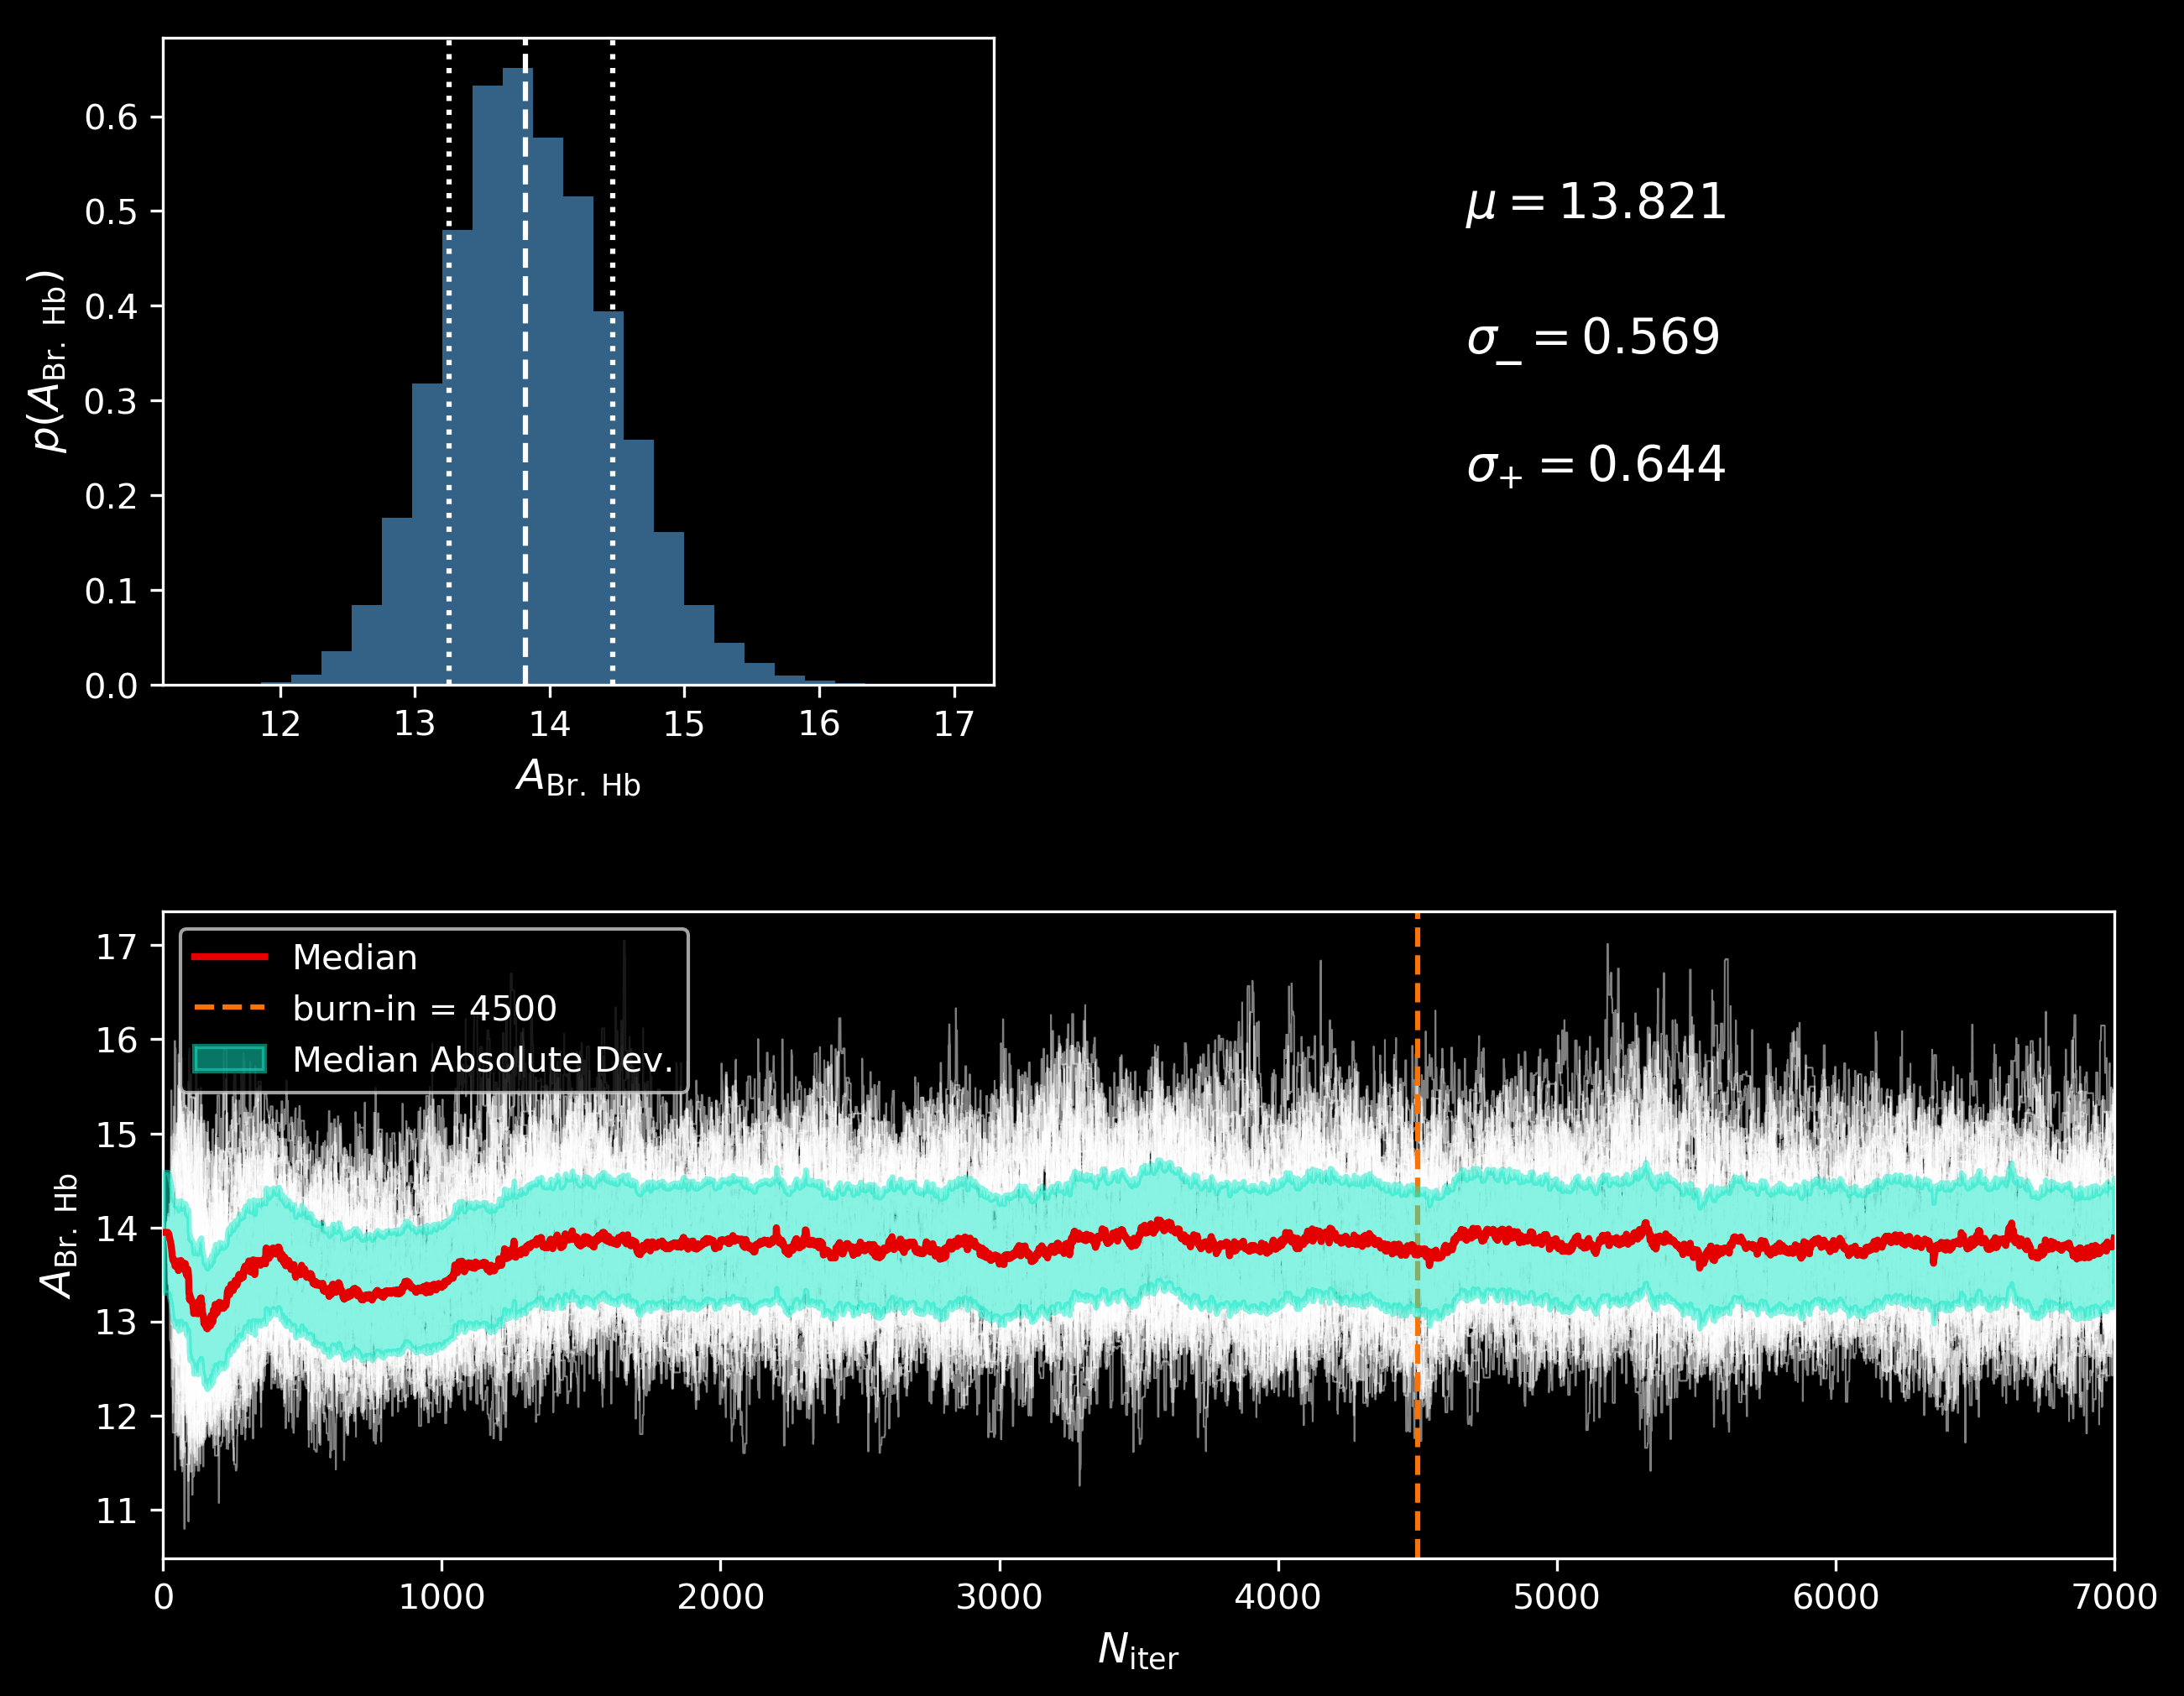 0.6
0.5
0.4
0.3
0.2
0.1
0.0
p(A_Br. Hb)
12 13 14 15 16 17
A_Br. Hb
μ = 13.821
σ_− = 0.569
σ_+ = 0.644
17
16
15
14
13
12
11
A_Br. Hb
Median
burn-in = 4500
Median Absolute Dev.
0 1000 2000 3000 4000 5000 6000 7000
N_iter